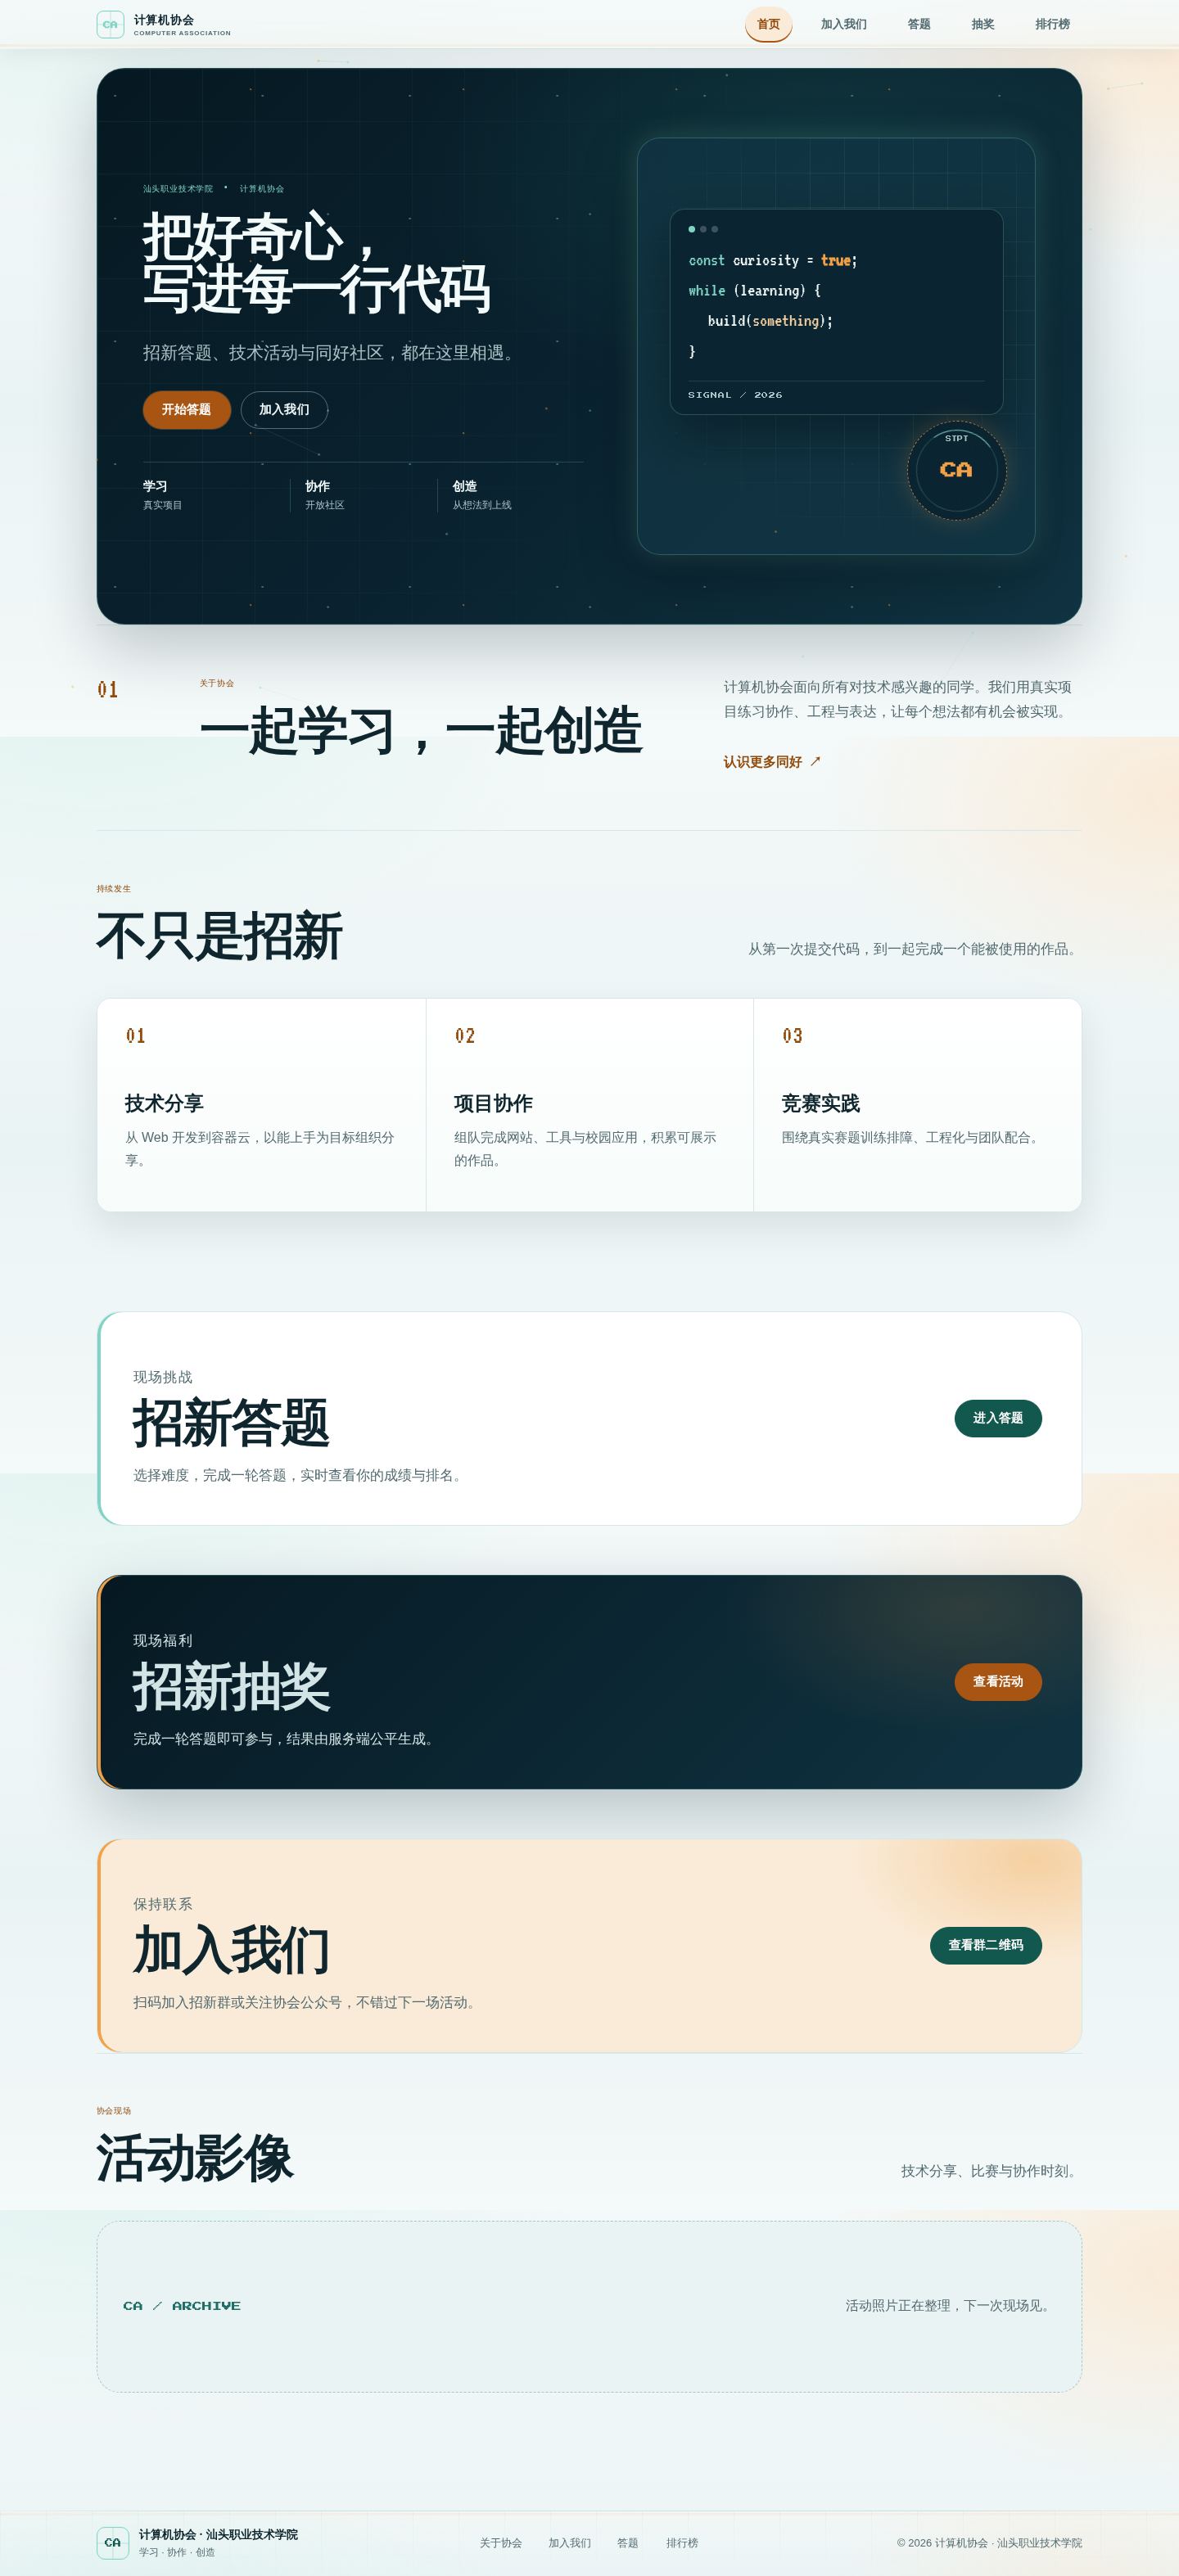 CA
计算机协会
COMPUTER ASSOCIATION
首页
加入我们
答题
抽奖
排行榜
汕头职业技术学院 • 计算机协会
把好奇心，
写进每一行代码
招新答题、技术活动与同好社区，都在这里相遇。
开始答题
加入我们
学习
真实项目
协作
开放社区
创造
从想法到上线
const curiosity = true;
while (learning) {
build(something);
}
SIGNAL / 2026
STPT
CA
01
关于协会
一起学习，一起创造
计算机协会面向所有对技术感兴趣的同学。我们用真实项
目练习协作、工程与表达，让每个想法都有机会被实现。
认识更多同好 ↗
持续发生
不只是招新
从第一次提交代码，到一起完成一个能被使用的作品。
01
技术分享
从 Web 开发到容器云，以能上手为目标组织分
享。
02
项目协作
组队完成网站、工具与校园应用，积累可展示
的作品。
03
竞赛实践
围绕真实赛题训练排障、工程化与团队配合。
现场挑战
招新答题
选择难度，完成一轮答题，实时查看你的成绩与排名。
进入答题
现场福利
招新抽奖
完成一轮答题即可参与，结果由服务端公平生成。
查看活动
保持联系
加入我们
扫码加入招新群或关注协会公众号，不错过下一场活动。
查看群二维码
协会现场
活动影像
技术分享、比赛与协作时刻。
CA / ARCHIVE
活动照片正在整理，下一次现场见。
CA
计算机协会 · 汕头职业技术学院
学习 · 协作 · 创造
关于协会
加入我们
答题
排行榜
© 2026 计算机协会 · 汕头职业技术学院